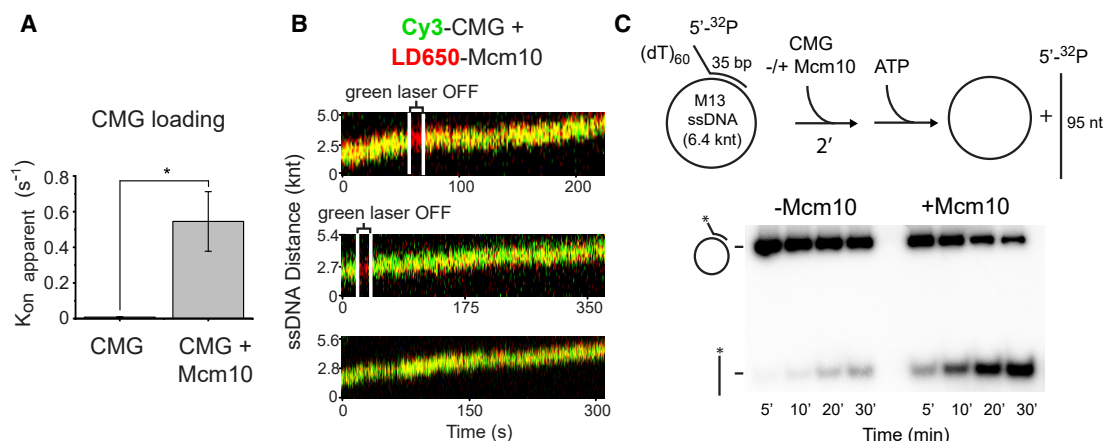 A
CMG loading
*
K_on apparent (s⁻¹)
0.8
0.6
0.4
0.2
0
CMG
CMG +
Mcm10
B
Cy3-CMG +
LD650-Mcm10
green laser OFF
ssDNA Distance (knt)
5.0
2.5
0
0
100
200
green laser OFF
5.4
2.7
0
0
175
350
5.6
2.8
0
0
150
300
Time (s)
C
5'-³²P
(dT)₆₀
35 bp
M13
ssDNA
(6.4 knt)
CMG
-/+ Mcm10
2'
ATP
+
5'-³²P
95 nt
-Mcm10
+Mcm10
*
*
5' 10' 20' 30' 5' 10' 20' 30'
Time (min)